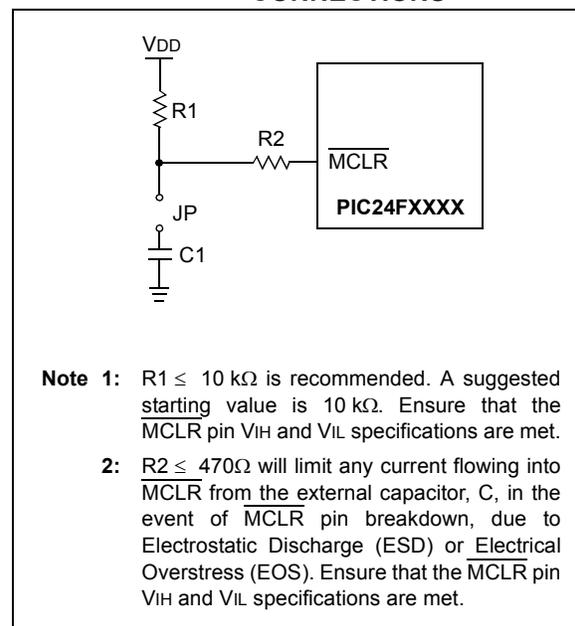 VDD
R1
R2
MCLR
PIC24FXXXX
JP
C1
Note 1: R1 ≤ 10 kΩ is recommended. A suggested
starting value is 10 kΩ. Ensure that the
MCLR pin VIH and VIL specifications are met.
2: R2 ≤ 470Ω will limit any current flowing into
MCLR from the external capacitor, C, in the
event of MCLR pin breakdown, due to
Electrostatic Discharge (ESD) or Electrical
Overstress (EOS). Ensure that the MCLR pin
VIH and VIL specifications are met.